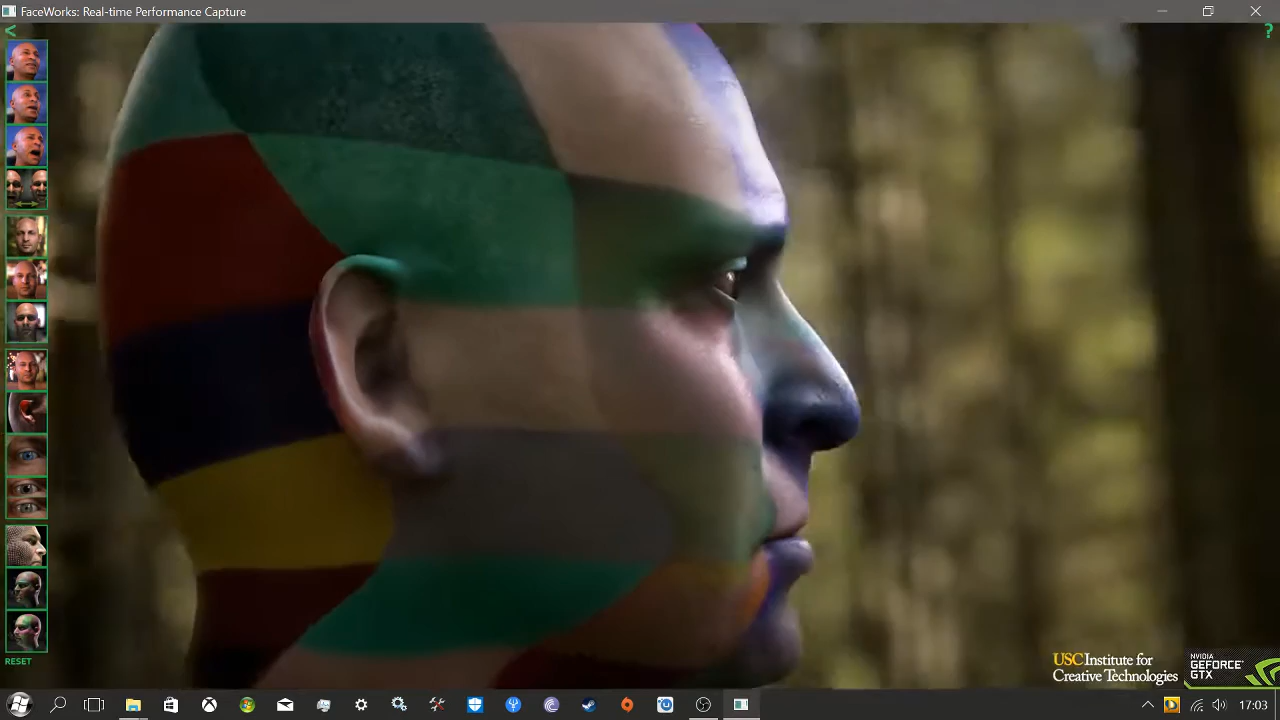 FaceWorks: Real-time Performance Capture
<
?
RESET
USC Institute for
Creative Technologies
NVIDIA
GEFORCE
GTX
17:03